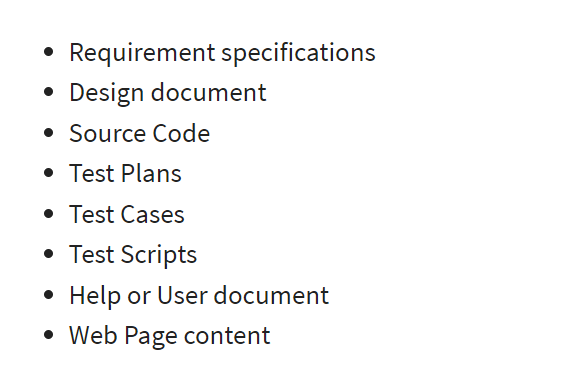 • Requirement specifications
• Design document
• Source Code
• Test Plans
• Test Cases
• Test Scripts
• Help or User document
• Web Page content